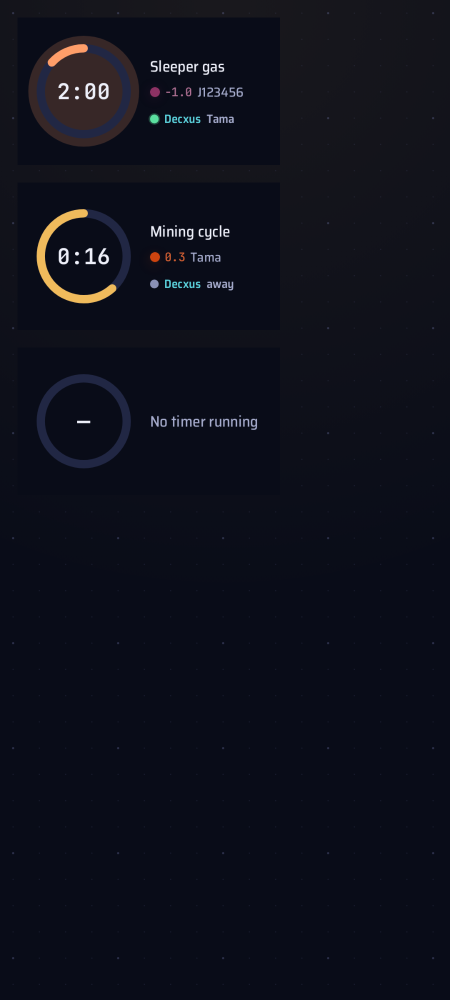 2:00
Sleeper gas
-1.0 J123456
Decxus Tama
0:16
Mining cycle
0.3 Tama
Decxus away
—
No timer running